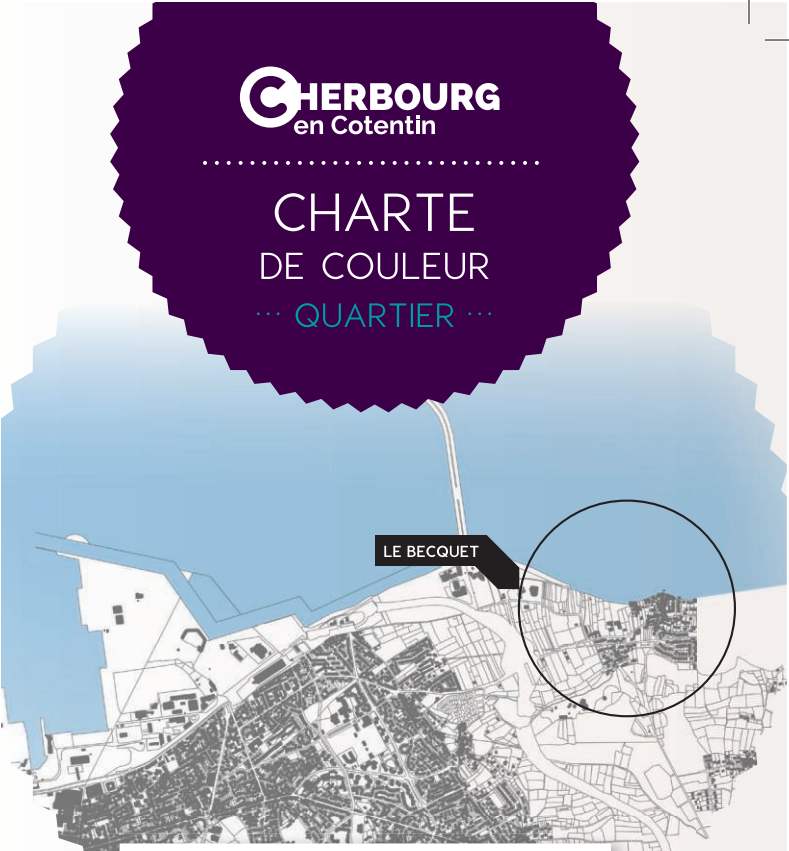 CHERBOURG
en Cotentin
CHARTE
DE COULEUR
··· QUARTIER ···
LE BECQUET